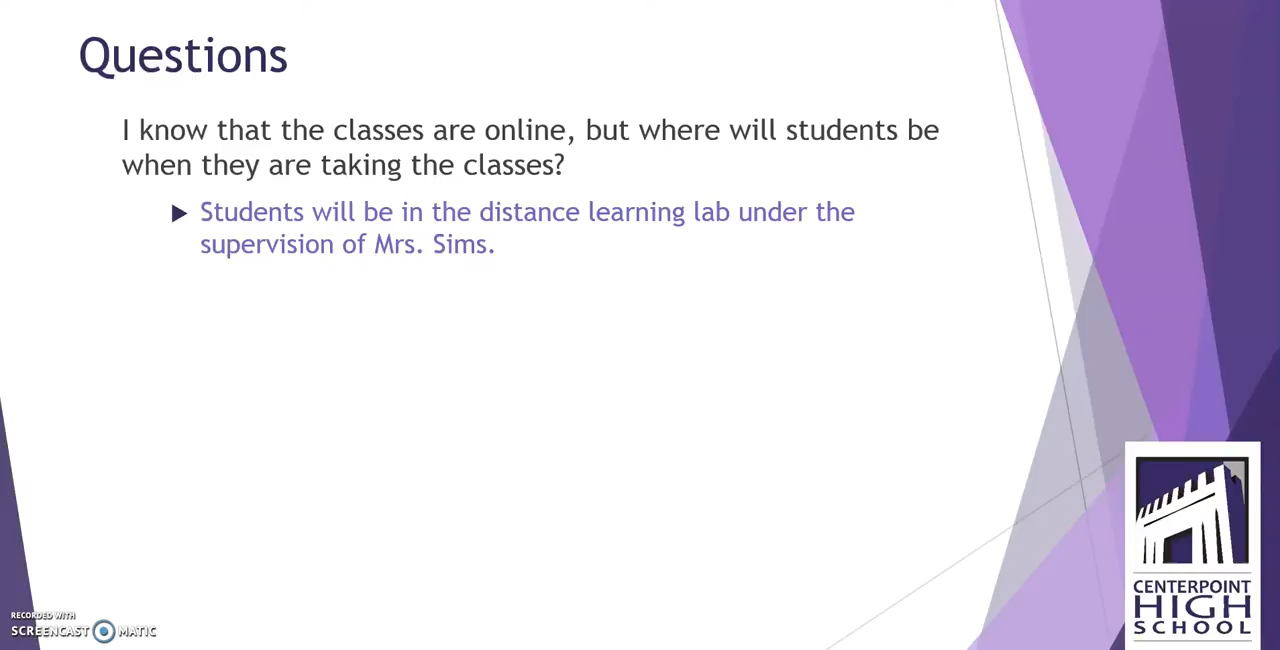 Questions
I know that the classes are online, but where will students be
when they are taking the classes?
Students will be in the distance learning lab under the
supervision of Mrs. Sims.
CENTERPOINT
HIGH
SCHOOL
RECORDED WITH
SCREENCAST MATIC